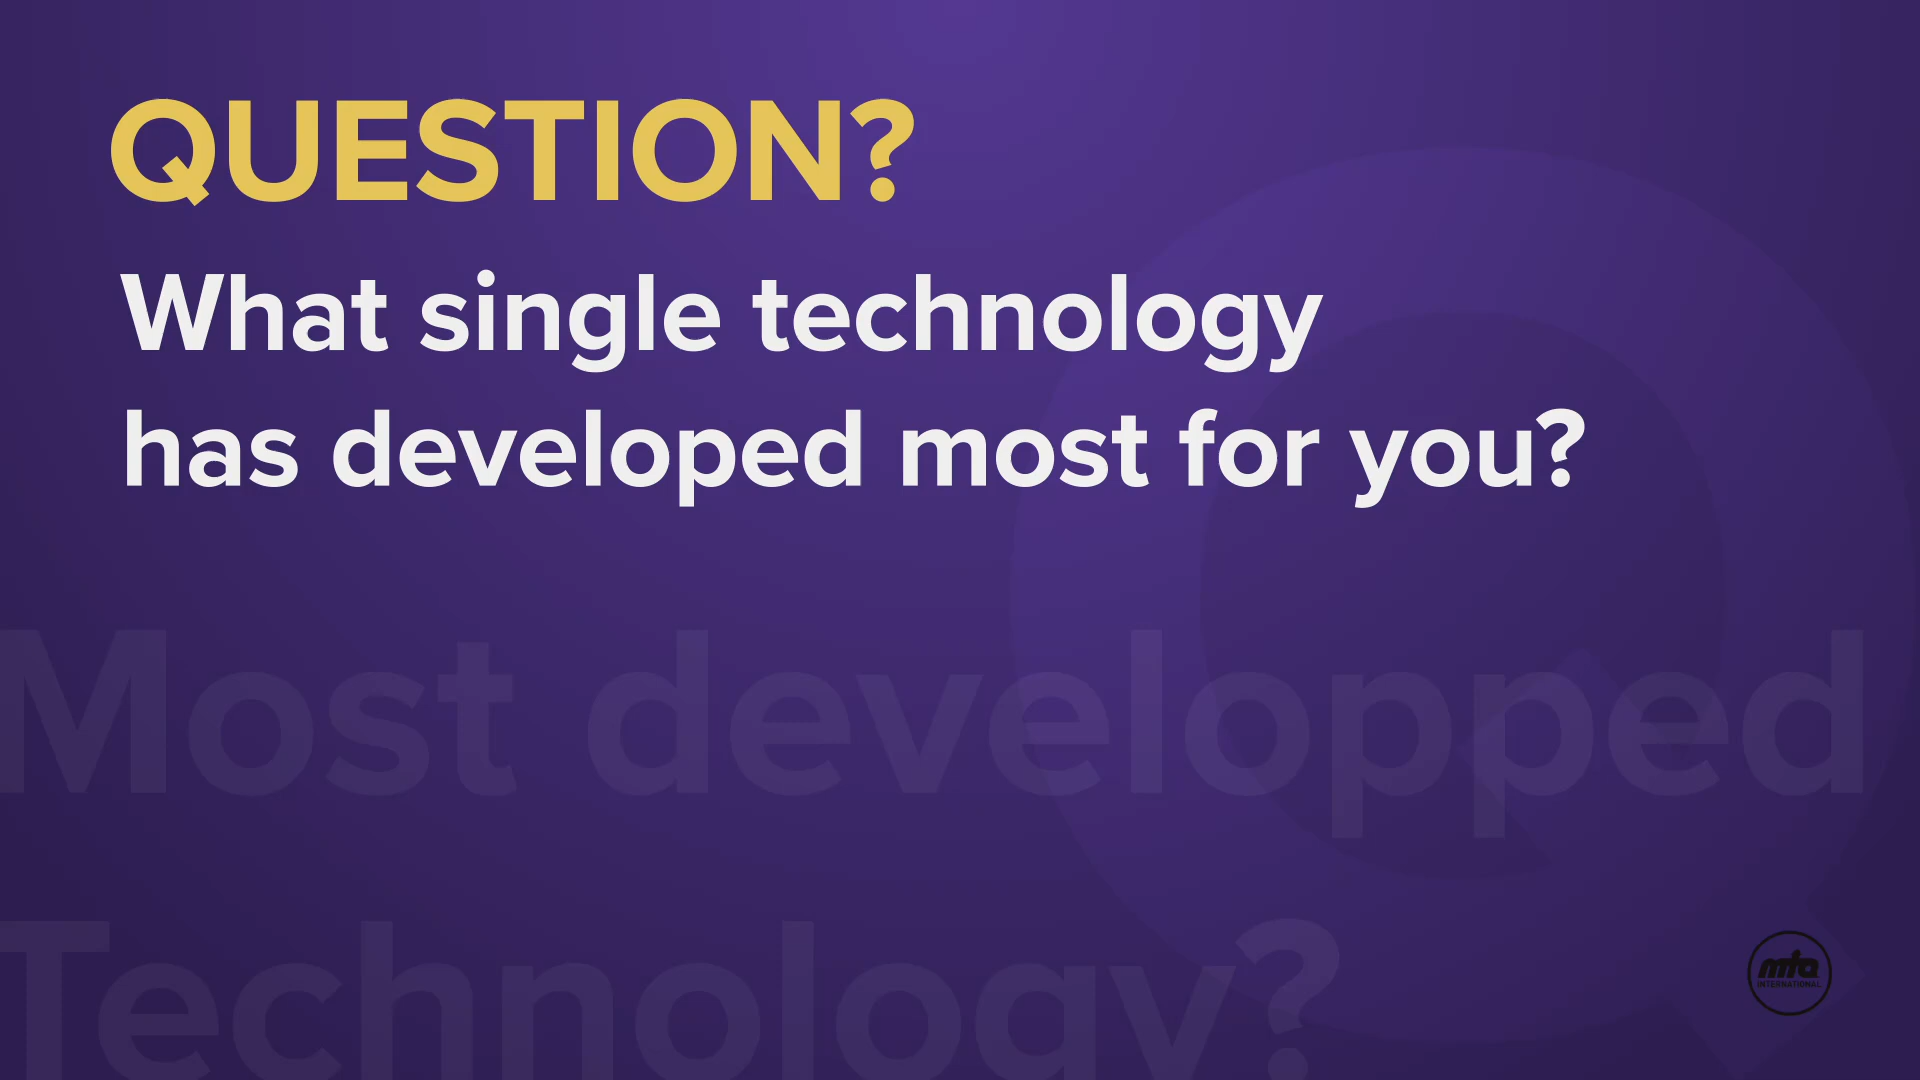 QUESTION?
What single technology
has developed most for you?
Most developped
Technology?
mta
INTERNATIONAL